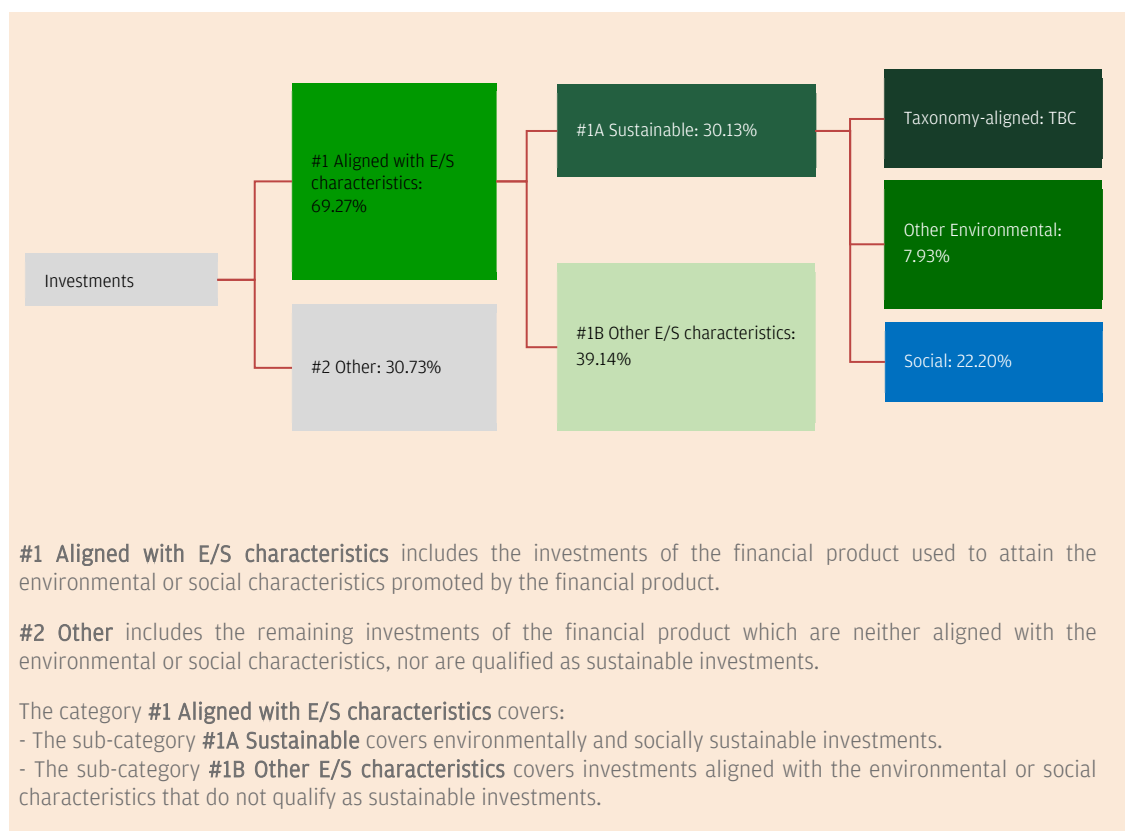 Investments
#1 Aligned with E/S
characteristics:
69.27%
#2 Other: 30.73%
#1A Sustainable: 30.13%
#1B Other E/S characteristics:
39.14%
Taxonomy-aligned: TBC
Other Environmental:
7.93%
Social: 22.20%
#1 Aligned with E/S characteristics includes the investments of the financial product used to attain the
environmental or social characteristics promoted by the financial product.
#2 Other includes the remaining investments of the financial product which are neither aligned with the
environmental or social characteristics, nor are qualified as sustainable investments.
The category #1 Aligned with E/S characteristics covers:
- The sub-category #1A Sustainable covers environmentally and socially sustainable investments.
- The sub-category #1B Other E/S characteristics covers investments aligned with the environmental or social
characteristics that do not qualify as sustainable investments.